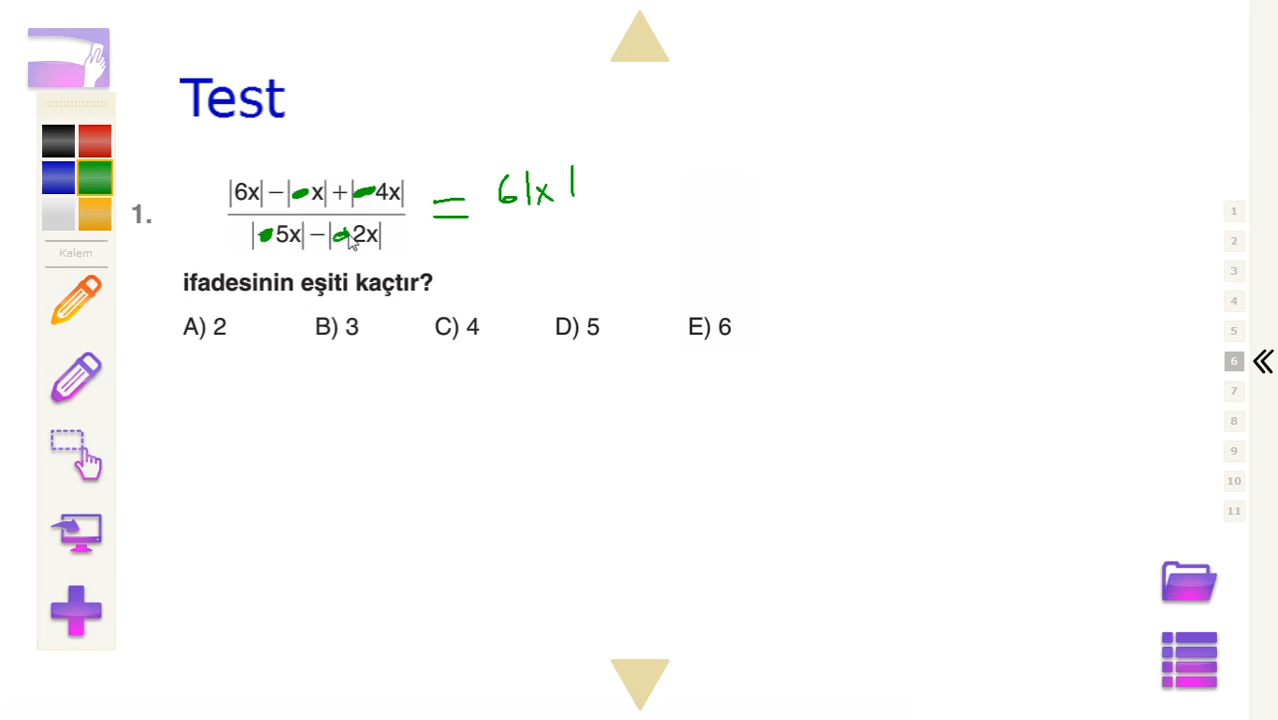 Test
1.
|6x| − |x| + |4x|
|5x| − |2x|
= 6|x|
ifadesinin eşiti kaçtır?
A) 2 B) 3 C) 4 D) 5 E) 6
Kalem
1
2
3
4
5
6
7
8
9
10
11